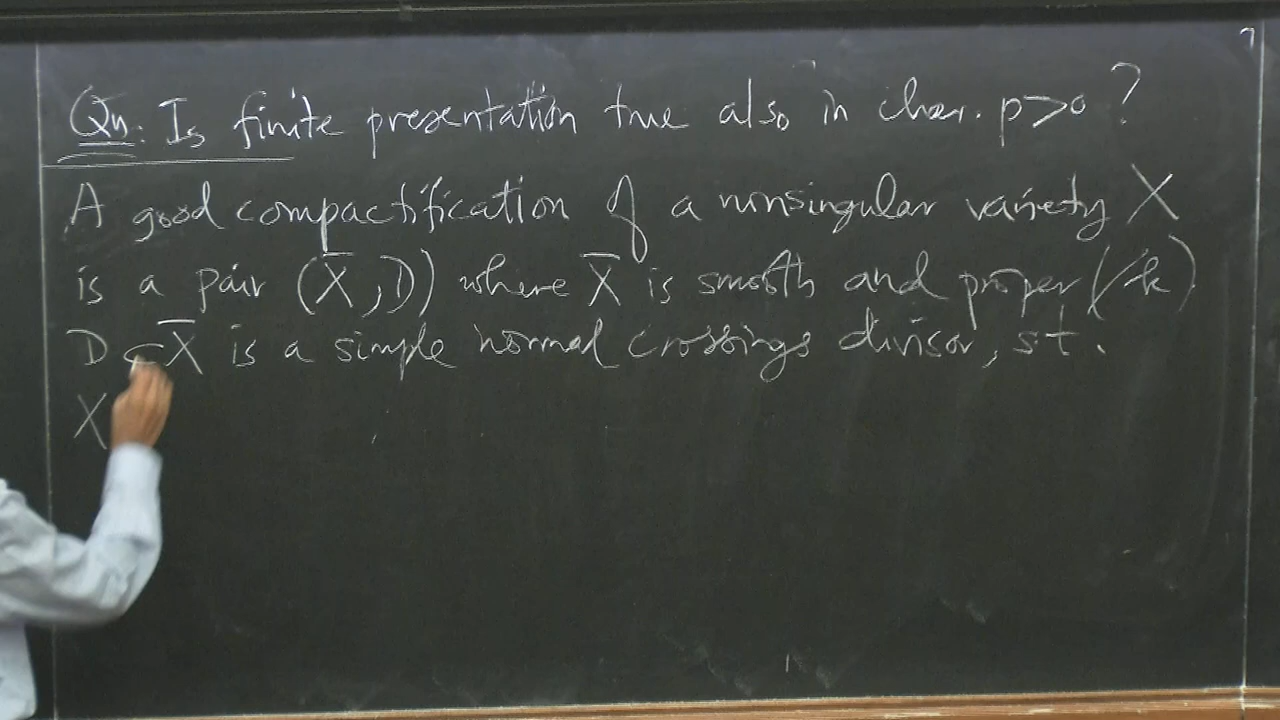 Qn: Is finite presentation true also in char. p>0?
A good compactification of a nonsingular variety X
is a pair (X̄, D) where X̄ is smooth and proper (/k)
D ⊂ X̄ is a simple normal crossings divisor, s.t.
X